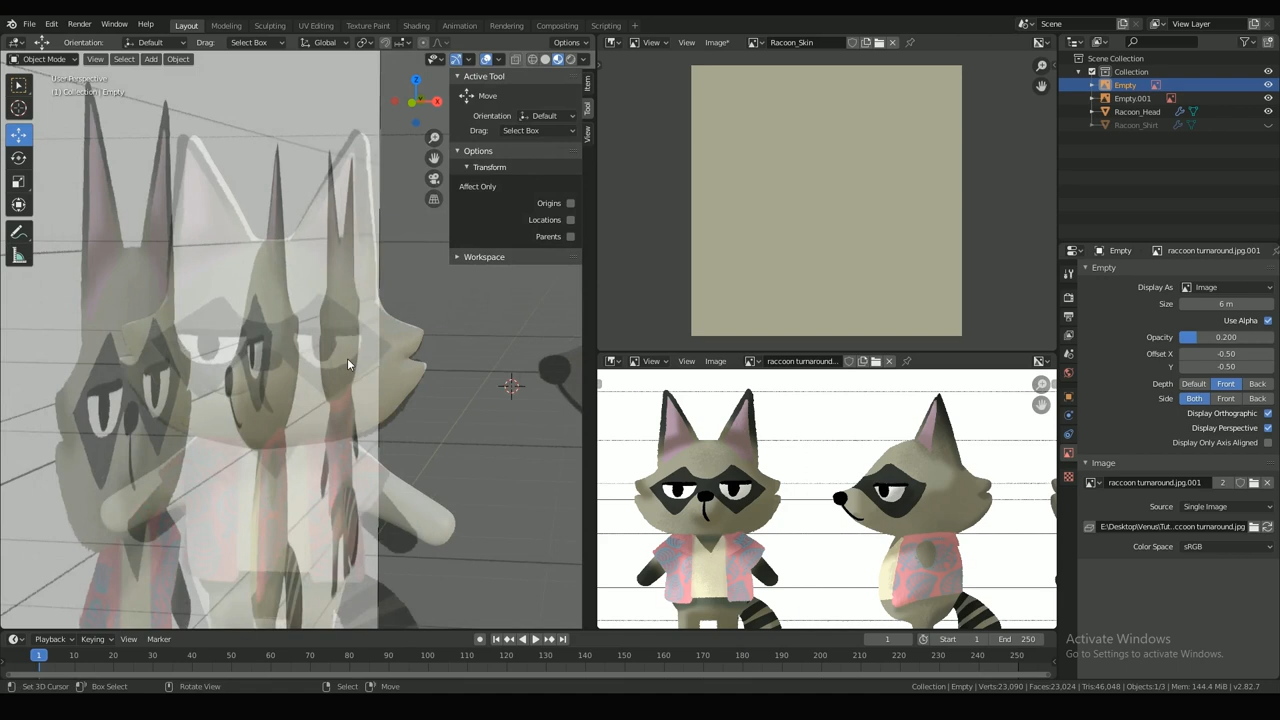 File Edit Render Window Help Layout Modeling Sculpting UV Editing Texture Paint Shading Animation Rendering Compositing Scripting + Scene View Layer
Orientation: Default Drag: Select Box Global Options
View View Image* Racoon_Skin
Object Mode View Select Add Object
User Perspective
(1) Collection | Empty
X
Z
Active Tool
Move
Orientation Default
Drag: Select Box
Options
Transform
Affect Only
Origins
Locations
Parents
Workspace
Item
Tool
View
View View Image raccoon turnaround...
Scene Collection
Collection
Empty
Empty.001
Racoon_Head
Racoon_Shirt
Empty raccoon turnaround.jpg.001
Empty
Display As Image
Size 6 m
Use Alpha
Opacity 0.200
Offset X -0.50
Y -0.50
Depth Default Front Back
Side Both Front Back
Display Orthographic
Display Perspective
Display Only Axis Aligned
Image
raccoon turnaround.jpg.001 2
Source Single Image
E:\Desktop\Venus\Tut...ccoon turnaround.jpg
Color Space sRGB
Activate Windows
Go to Settings to activate Windows.
Playback Keying View Marker 1 Start 1 End 250
1 10 20 30 40 50 60 70 80 90 100 110 120 130 140 150 160 170 180 190 200 210 220 230 240 250
Set 3D Cursor Box Select Rotate View Select Move Collection | Empty | Verts:23,090 | Faces:23,024 | Tris:46,048 | Objects:1/3 | Mem: 144.4 MiB | v2.82.7